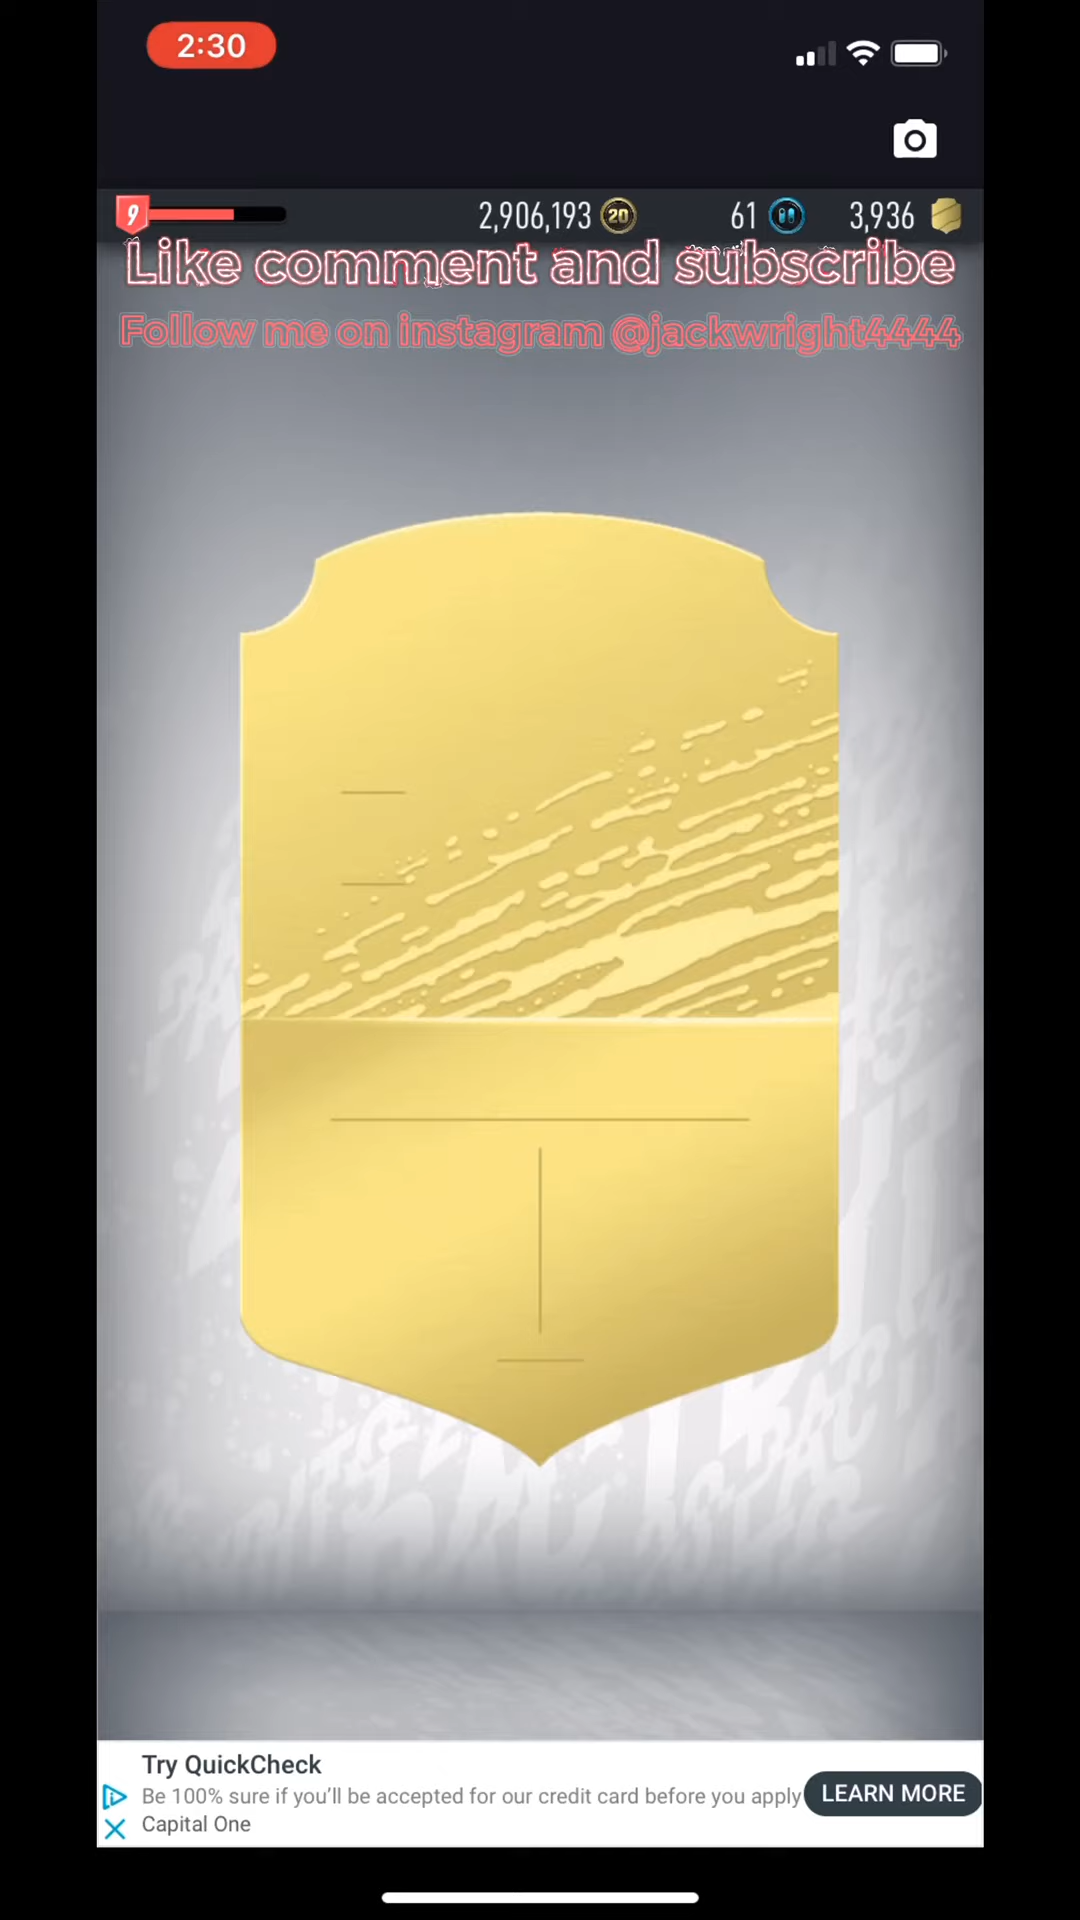 2:30
9 2,906,193 20 61 3,936
Like comment and subscribe
Follow me on instagram @jackwright4444
Try QuickCheck
Be 100% sure if you'll be accepted for our credit card before you apply
LEARN MORE
Capital One